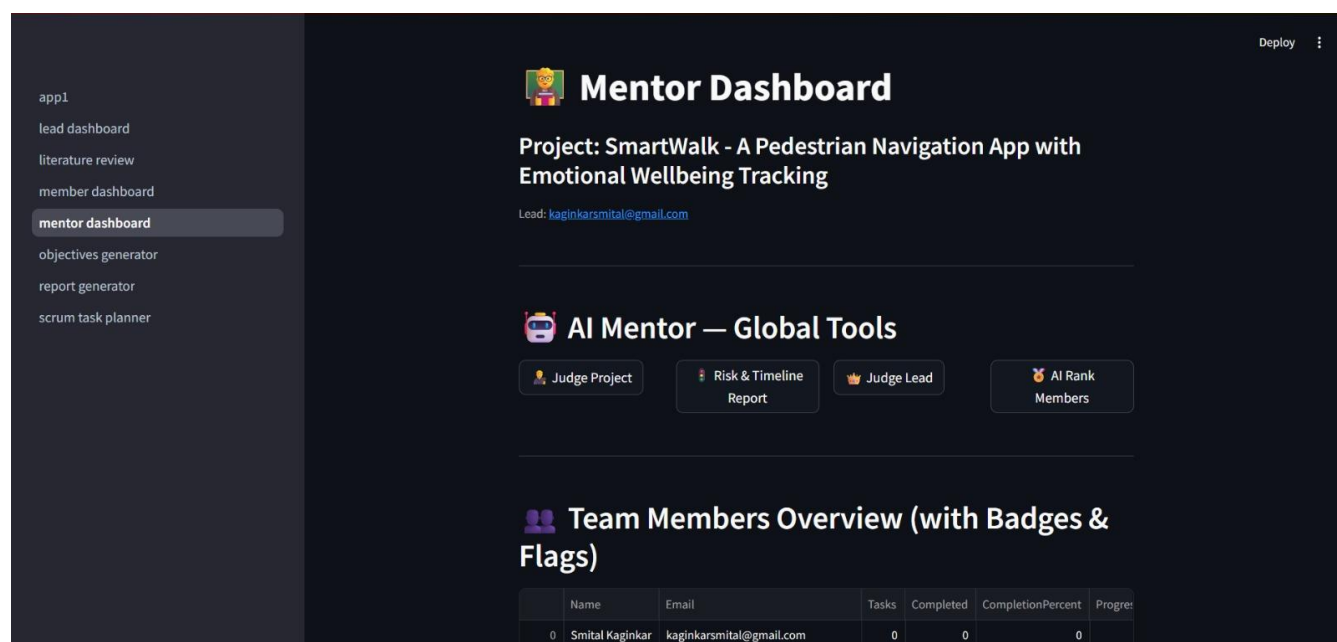 Deploy
app1
lead dashboard
literature review
member dashboard
mentor dashboard
objectives generator
report generator
scrum task planner
Mentor Dashboard
Project: SmartWalk - A Pedestrian Navigation App with
Emotional Wellbeing Tracking
Lead: kaginkarsmital@gmail.com
AI Mentor — Global Tools
Judge Project
Risk & Timeline
Report
Judge Lead
AI Rank
Members
Team Members Overview (with Badges &
Flags)
Name Email Tasks Completed CompletionPercent Progres
0 Smital Kaginkar kaginkarsmital@gmail.com 0 0 0